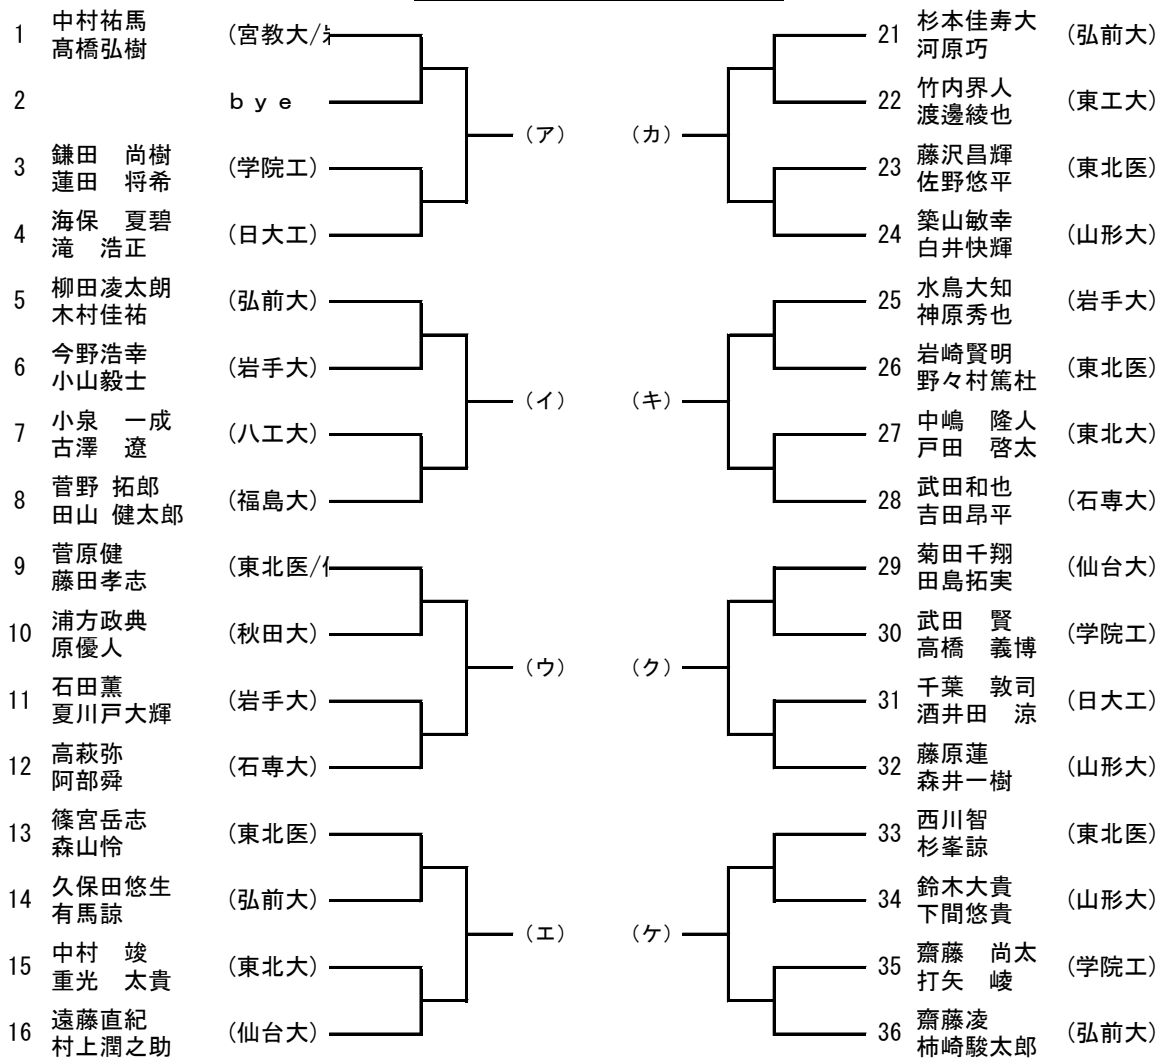 1 中村祐馬 (宮教大/
髙橋弘樹
2 ｂｙｅ
3 鎌田　尚樹 (学院工)
蓮田　将希
(ア)
4 海保　夏碧 (日大工)
滝　浩正
5 柳田凌太朗 (弘前大)
木村佳祐
6 今野浩幸 (岩手大)
小山毅士
(イ)
7 小泉　一成 (八工大)
古澤　遼
8 菅野 拓郎 (福島大)
田山 健太郎
9 菅原健 (東北医/
藤田孝志
10 浦方政典 (秋田大)
原優人
(ウ)
11 石田薫 (岩手大)
夏川戸大輝
12 高萩弥 (石専大)
阿部舜
13 篠宮岳志 (東北医)
森山怜
14 久保田悠生 (弘前大)
有馬諒
(エ)
15 中村　竣 (東北大)
重光　太貴
16 遠藤直紀 (仙台大)
村上潤之助
21 杉本佳寿大 (弘前大)
河原巧
22 竹内界人 (東工大)
渡邊綾也
(カ)
23 藤沢昌輝 (東北医)
佐野悠平
24 築山敏幸 (山形大)
白井快輝
25 水鳥大知 (岩手大)
神原秀也
26 岩崎賢明 (東北医)
野々村篤杜
(キ)
27 中嶋　隆人 (東北大)
戸田　啓太
28 武田和也 (石専大)
吉田昂平
29 菊田千翔 (仙台大)
田島拓実
30 武田　賢 (学院工)
高橋　義博
(ク)
31 千葉　敦司 (日大工)
酒井田　涼
32 藤原蓮 (山形大)
森井一樹
33 西川智 (東北医)
杉峯諒
34 鈴木大貴 (山形大)
下間悠貴
(ケ)
35 齋藤　尚太 (学院工)
打矢　崚
36 齋藤凌 (弘前大)
柿崎駿太郎